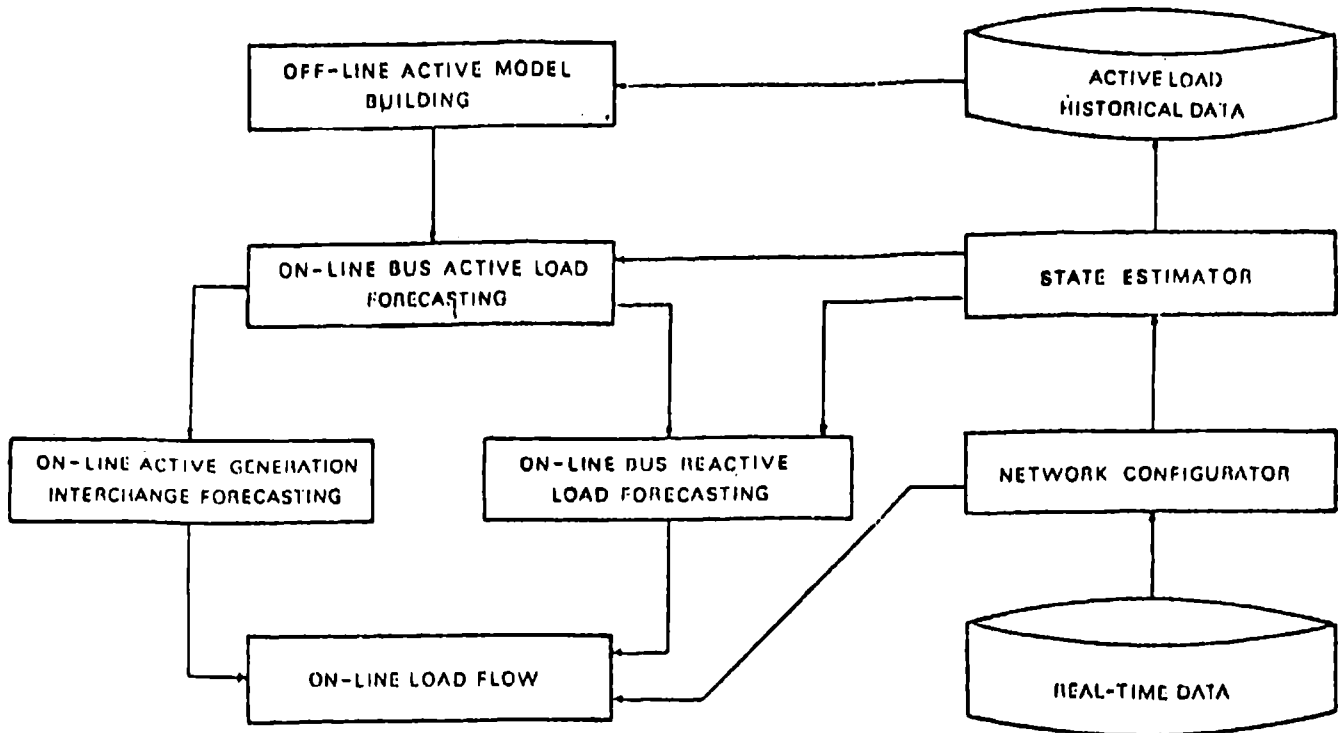 OFF-LINE ACTIVE MODEL
BUILDING
ACTIVE LOAD
HISTORICAL DATA
ON-LINE BUS ACTIVE LOAD
FORECASTING
STATE ESTIMATOR
ON-LINE ACTIVE GENERATION
INTERCHANGE FORECASTING
ON-LINE BUS REACTIVE
LOAD FORECASTING
NETWORK CONFIGURATOR
ON-LINE LOAD FLOW
REAL-TIME DATA